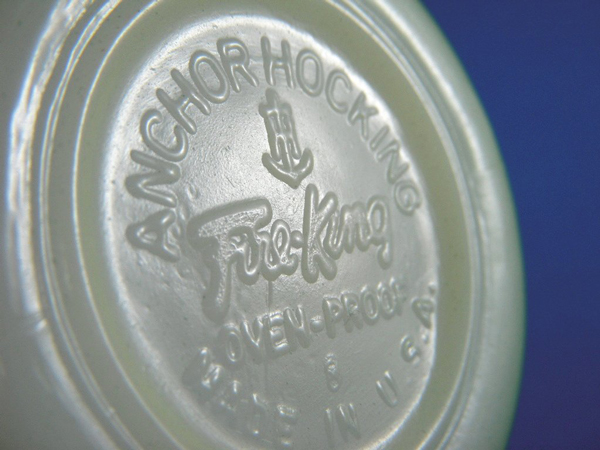 ANCHOR HOCKING
Fire-King
OVEN-PROOF
8
MADE IN U.S.A.